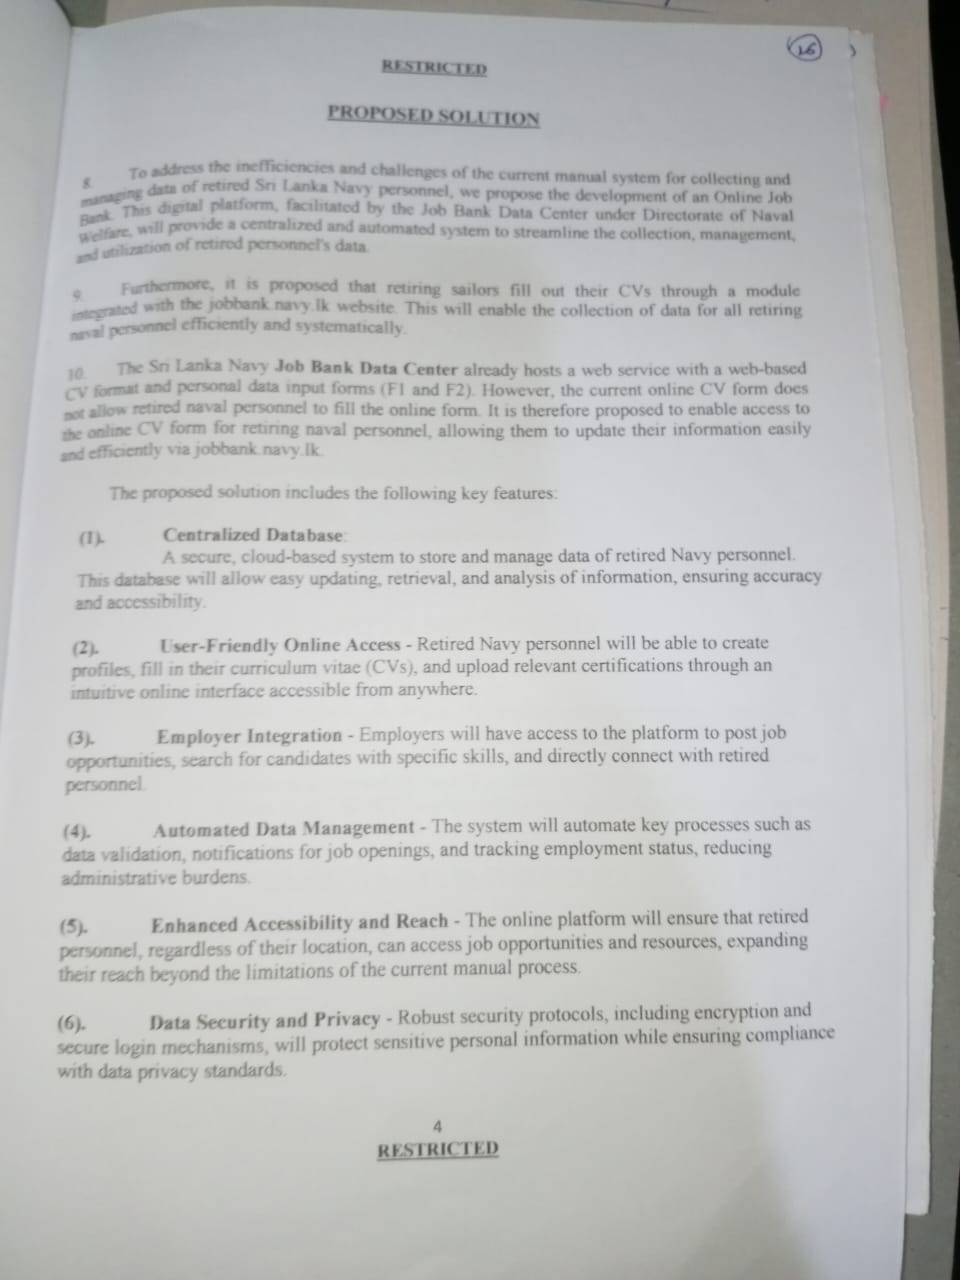 16
RESTRICTED
PROPOSED SOLUTION
8. To address the inefficiencies and challenges of the current manual system for collecting and
managing data of retired Sri Lanka Navy personnel, we propose the development of an Online Job
Bank. This digital platform, facilitated by the Job Bank Data Center under Directorate of Naval
Welfare, will provide a centralized and automated system to streamline the collection, management,
and utilization of retired personnel's data.
9. Furthermore, it is proposed that retiring sailors fill out their CVs through a module
integrated with the jobbank.navy.lk website. This will enable the collection of data for all retiring
naval personnel efficiently and systematically.
10. The Sri Lanka Navy Job Bank Data Center already hosts a web service with a web-based
CV format and personal data input forms (F1 and F2). However, the current online CV form does
not allow retired naval personnel to fill the online form. It is therefore proposed to enable access to
the online CV form for retiring naval personnel, allowing them to update their information easily
and efficiently via jobbank.navy.lk.
The proposed solution includes the following key features:
(1). Centralized Database:
A secure, cloud-based system to store and manage data of retired Navy personnel.
This database will allow easy updating, retrieval, and analysis of information, ensuring accuracy
and accessibility.
(2). User-Friendly Online Access - Retired Navy personnel will be able to create
profiles, fill in their curriculum vitae (CVs), and upload relevant certifications through an
intuitive online interface accessible from anywhere.
(3). Employer Integration - Employers will have access to the platform to post job
opportunities, search for candidates with specific skills, and directly connect with retired
personnel.
(4). Automated Data Management - The system will automate key processes such as
data validation, notifications for job openings, and tracking employment status, reducing
administrative burdens.
(5). Enhanced Accessibility and Reach - The online platform will ensure that retired
personnel, regardless of their location, can access job opportunities and resources, expanding
their reach beyond the limitations of the current manual process.
(6). Data Security and Privacy - Robust security protocols, including encryption and
secure login mechanisms, will protect sensitive personal information while ensuring compliance
with data privacy standards.
4
RESTRICTED